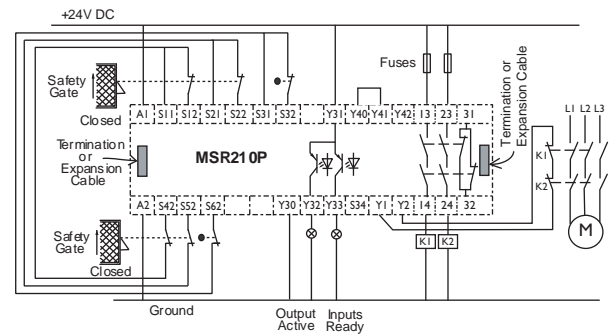 +24V DC
Safety
Gate
Closed
Fuses
Termination or
Expansion Cable
L1 L2 L3
A1 S11 S12 S21 S22 S31 S32 Y31 Y40 Y41 Y42 13 23 31
Termination
or
Expansion
Cable
MSR210P
K1
K2
A2 S42 S52 S62 Y30 Y32 Y33 S34 Y1 Y2 14 24 32
Safety
Gate
Closed
K1 K2
M
Ground
Output
Active
Inputs
Ready